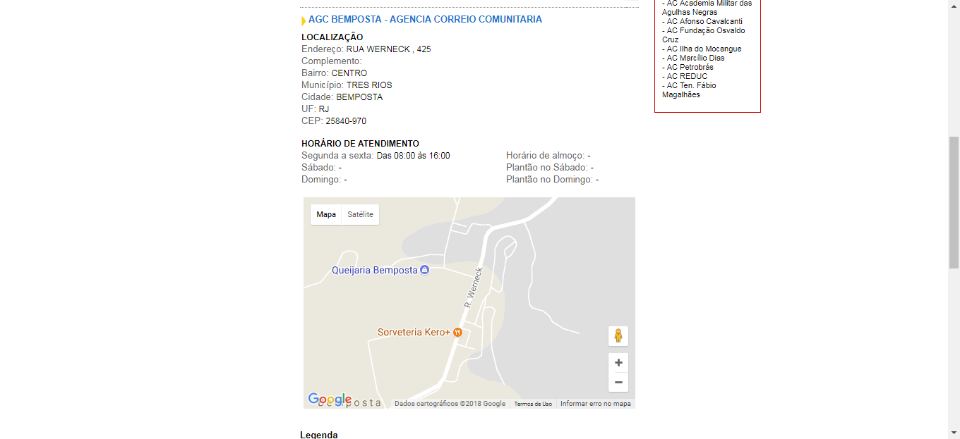 AGC BEMPOSTA - AGENCIA CORREIO COMUNITARIA
LOCALIZAÇÃO
Endereço: RUA WERNECK , 425
Complemento:
Bairro: CENTRO
Município: TRES RIOS
Cidade: BEMPOSTA
UF: RJ
CEP: 25840-970
HORÁRIO DE ATENDIMENTO
Segunda a sexta: Das 08:00 às 16:00
Horário de almoço: -
Sábado: -
Plantão no Sábado: -
Domingo: -
Plantão no Domingo: -
Mapa
Satélite
Queijaria Bemposta
R. Werneck
Sorveteria Kero+
Google
posta
Dados cartográficos ©2018 Google
Termos de Uso
Informar erro no mapa
Legenda
- AC Academia Militar das
Agulhas Negras
- AC Afonso Cavalcanti
- AC Fundação Osvaldo
Cruz
- AC Ilha do Mocangue
- AC Marcílio Dias
- AC Petrobrás
- AC REDUC
- AC Ten. Fábio
Magalhães